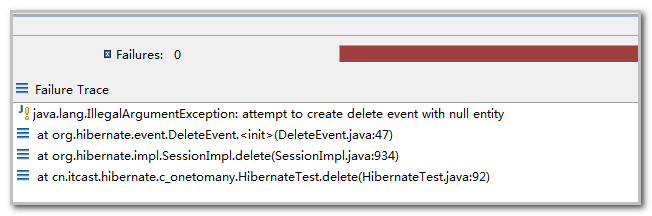 Failures: 0
Failure Trace
java.lang.IllegalArgumentException: attempt to create delete event with null entity
at org.hibernate.event.DeleteEvent.<init>(DeleteEvent.java:47)
at org.hibernate.impl.SessionImpl.delete(SessionImpl.java:934)
at cn.itcast.hibernate.c_onetomany.HibernateTest.delete(HibernateTest.java:92)